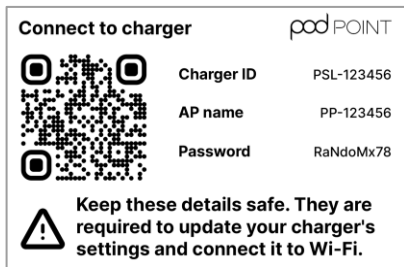 Connect to charger
pod POINT
Charger ID PSL-123456
AP name PP-123456
Password RaNdoMx78
Keep these details safe. They are
required to update your charger's
settings and connect it to Wi-Fi.